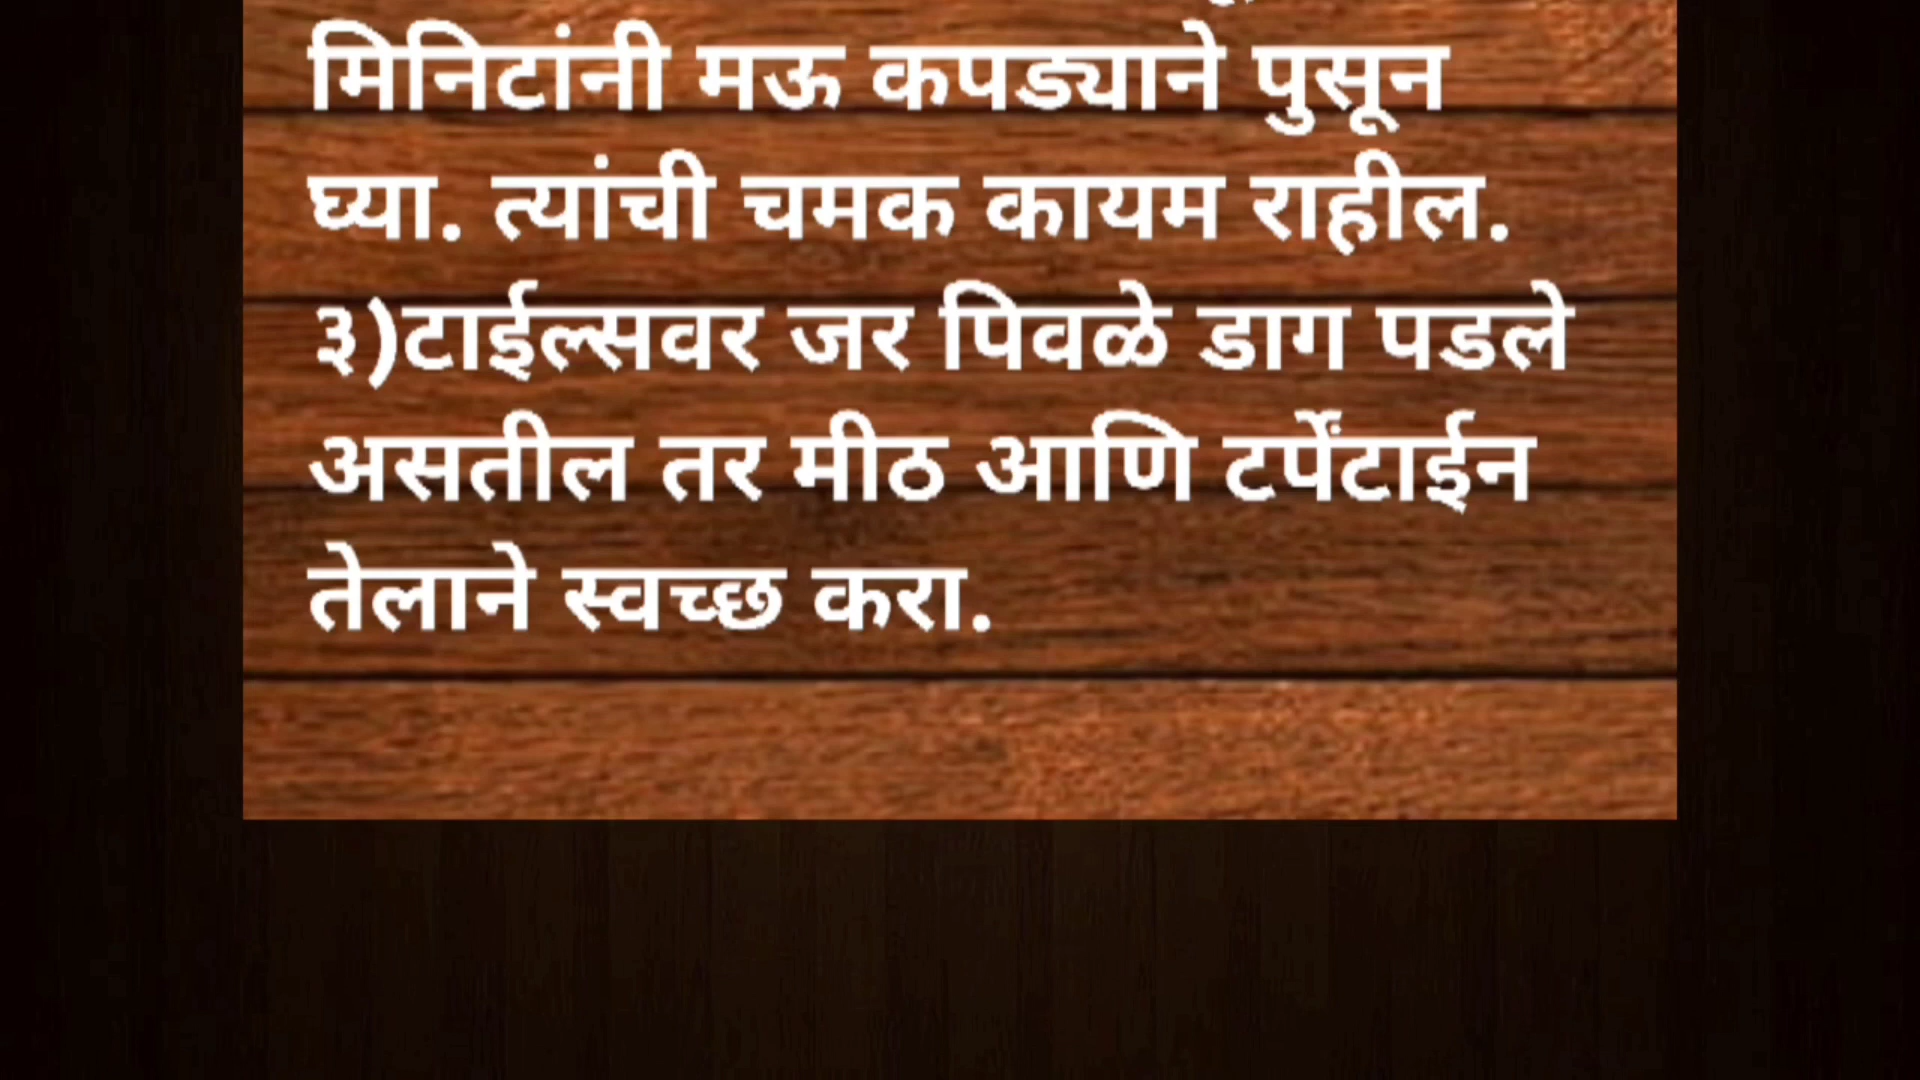 मिनिटांनी मऊ कपड्याने पुसून
घ्या. त्यांची चमक कायम राहील.
३)टाईल्सवर जर पिवळे डाग पडले
असतील तर मीठ आणि टर्पेंटाईन
तेलाने स्वच्छ करा.